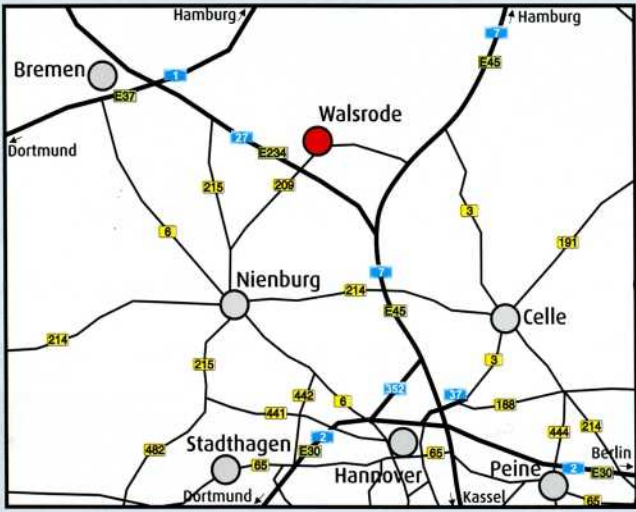 Hamburg
Hamburg
7
Bremen
E45
1
E37
Walsrode
Dortmund
27
E234
215
209
3
6
191
7
Nienburg
214
E45
Celle
214
215
3
352
37
442
6
168
441
444
214
482
Stadthagen
2
E30
65
Hannover
65
Peine
2
Berlin
E30
Dortmund
Kassel
65